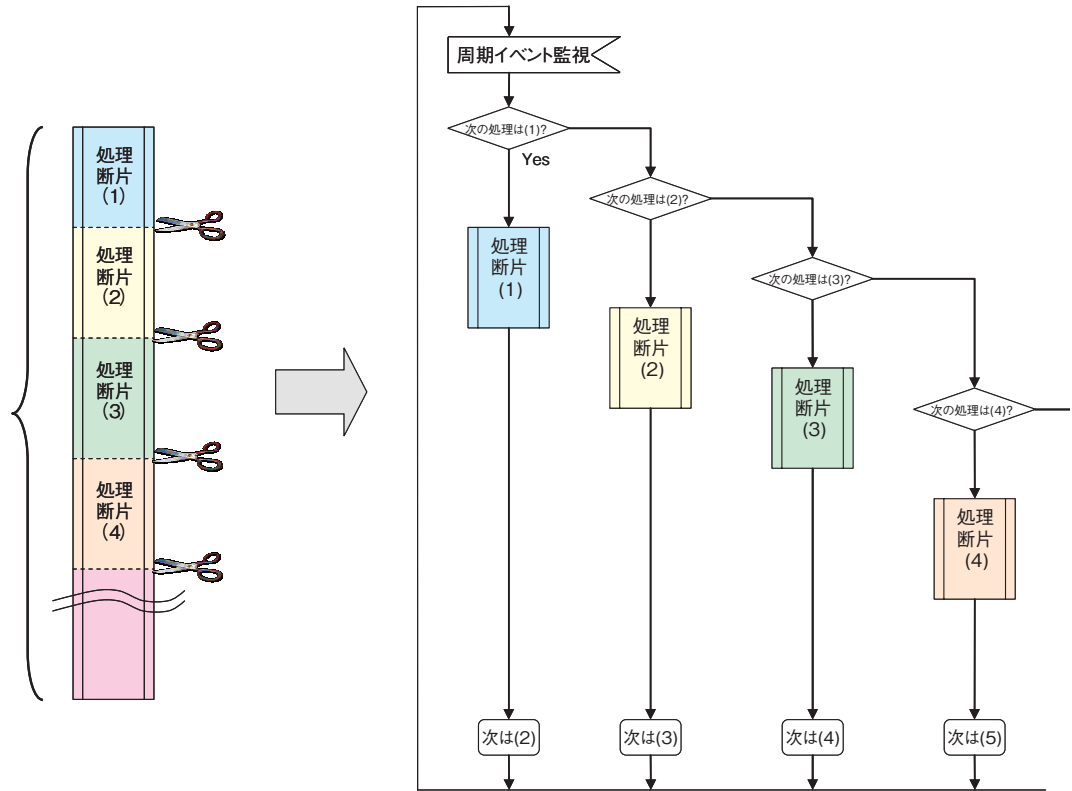 処理
断片
(1)
処理
断片
(2)
処理
断片
(3)
処理
断片
(4)
周期イベント監視
次の処理は(1)?
Yes
次の処理は(2)?
次の処理は(3)?
次の処理は(4)?
処理
断片
(1)
処理
断片
(2)
処理
断片
(3)
処理
断片
(4)
次は(2)
次は(3)
次は(4)
次は(5)